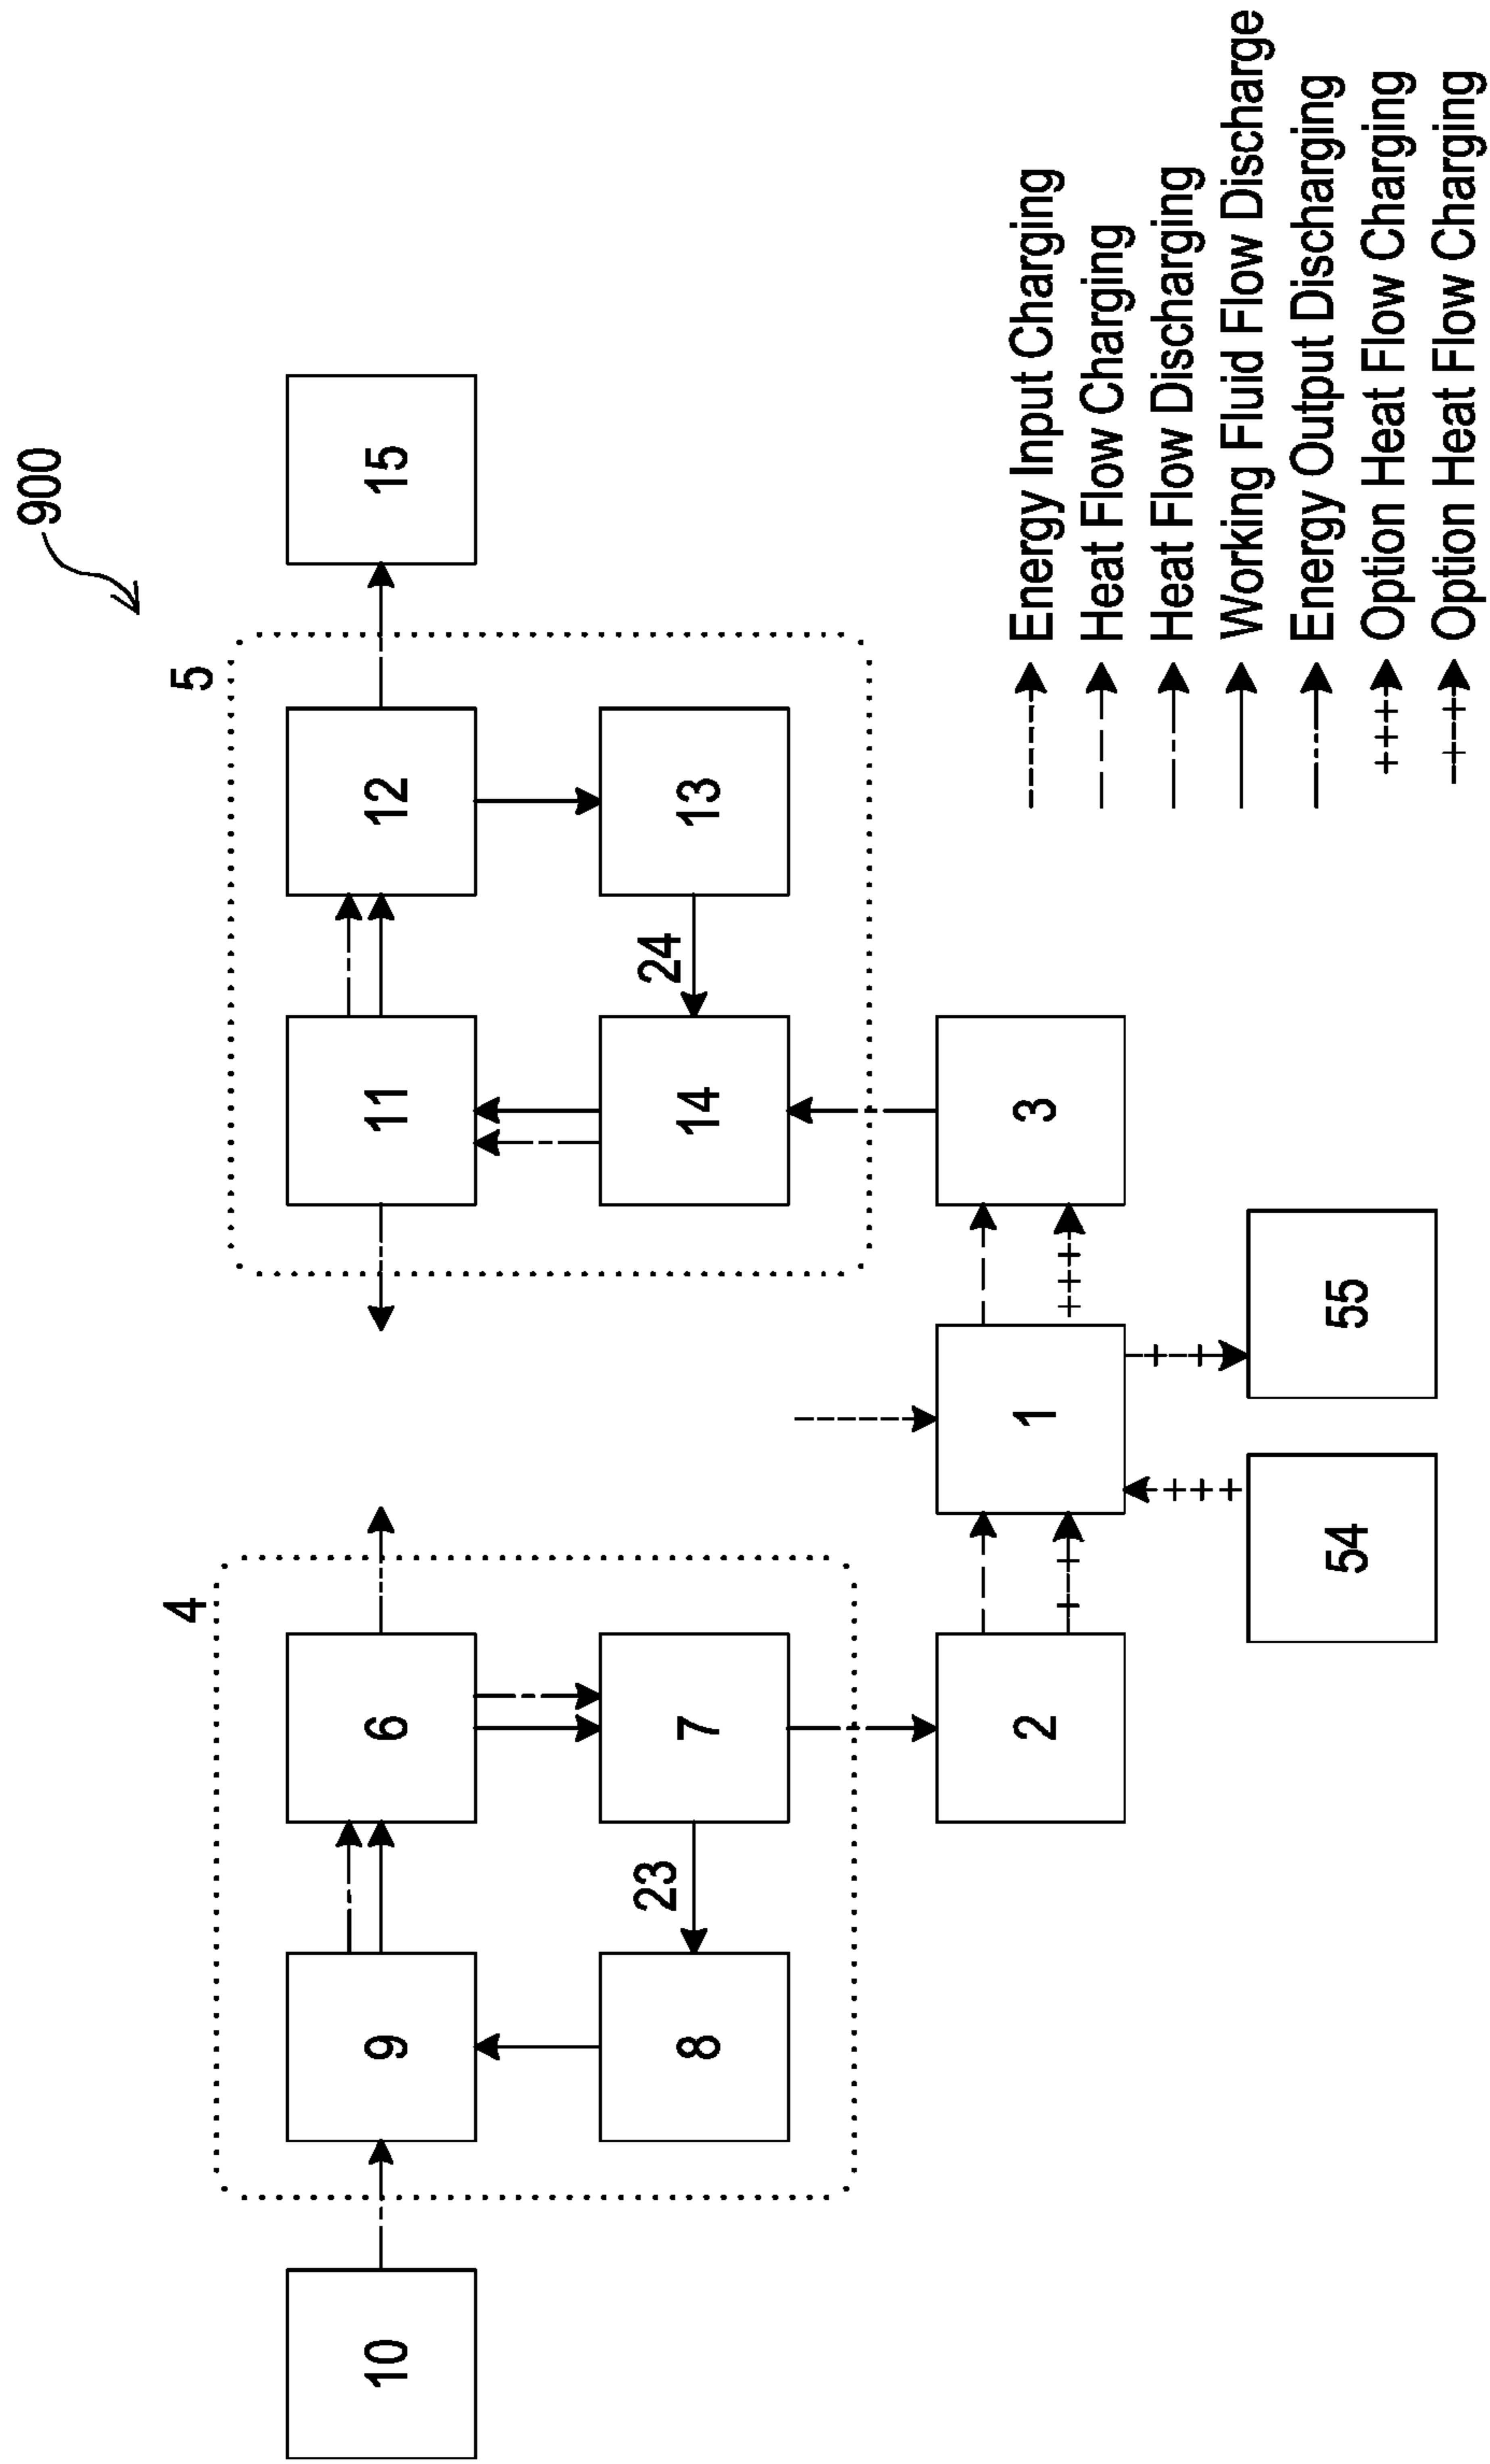 900
4
5
10
9
6
11
12
15
23
24
8
7
14
13
2
1
3
54
55
Energy Input Charging
Heat Flow Charging
Heat Flow Discharging
Working Fluid Flow Discharge
Energy Output Discharging
Option Heat Flow Charging
Option Heat Flow Charging